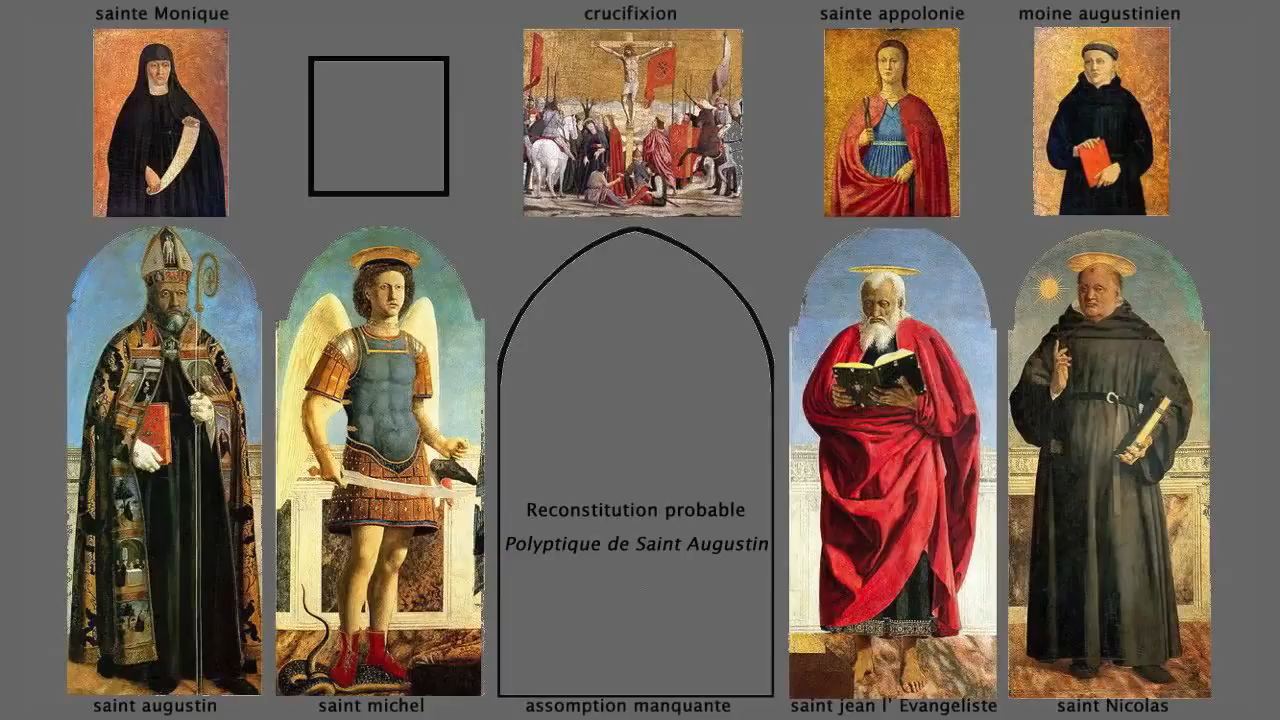 sainte Monique
crucifixion
sainte appolonie
moine augustinien
Reconstitution probable
Polyptique de Saint Augustin
saint augustin
saint michel
assomption manquante
saint jean l' Evangeliste
saint Nicolas